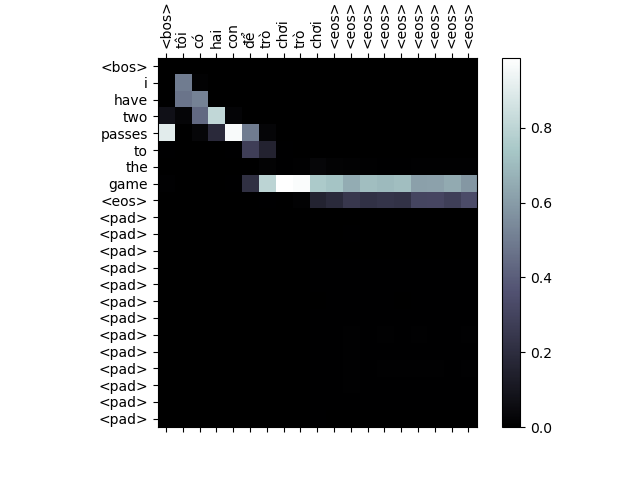 <bos> tôi có hai con để trò chơi trò chơi <eos> <eos> <eos> <eos> <eos> <eos> <eos> <eos> <eos>
<bos>
i
have
two
passes
to
the
game
<eos>
<pad>
<pad>
<pad>
<pad>
<pad>
<pad>
<pad>
<pad>
<pad>
<pad>
<pad>
<pad>
<pad>
0.8
0.6
0.4
0.2
0.0